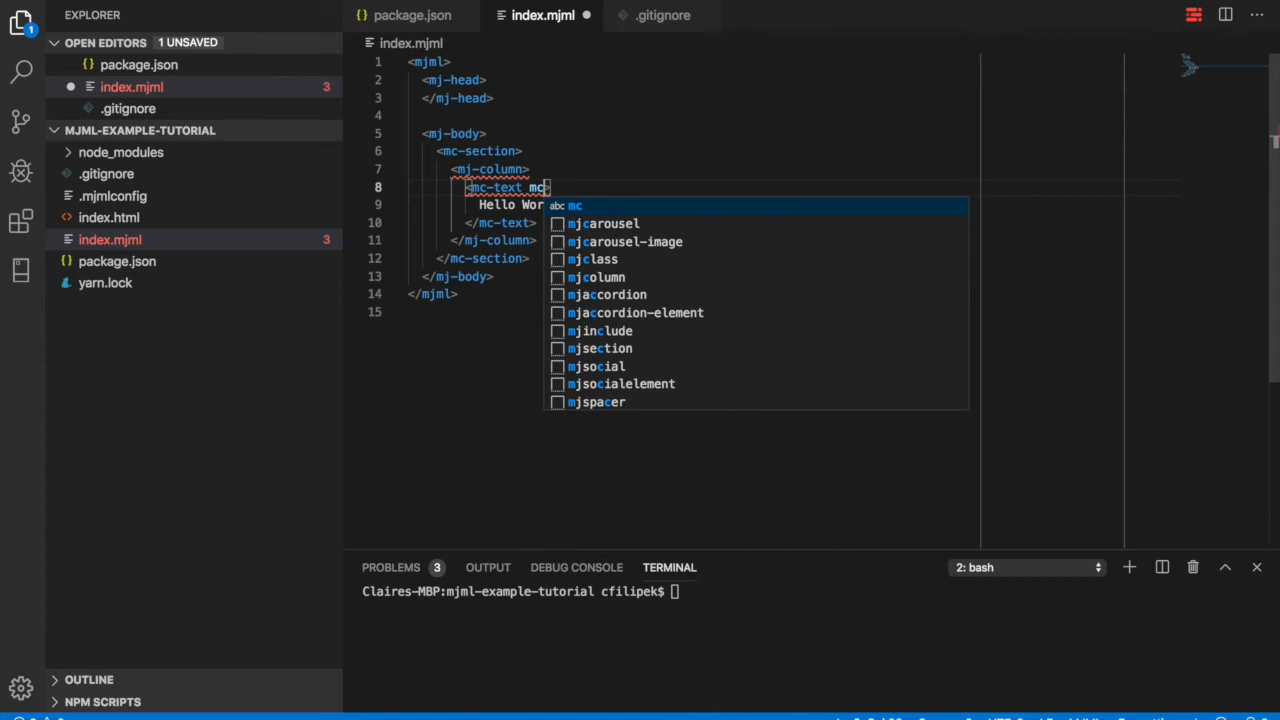 EXPLORER
package.json
index.mjml
.gitignore
OPEN EDITORS 1 UNSAVED
package.json
index.mjml 3
.gitignore
MJML-EXAMPLE-TUTORIAL
node_modules
.gitignore
.mjmlconfig
index.html
index.mjml 3
package.json
yarn.lock
OUTLINE
NPM SCRIPTS
1
index.mjml
1 <mjml>
2 <mj-head>
3 </mj-head>
4
5 <mj-body>
6 <mc-section>
7 <mj-column>
8 <mc-text mc>
9 Hello Wor
10 </mc-text>
11 </mj-column>
12 </mc-section>
13 </mj-body>
14 </mjml>
15
abc mc
mjcarousel
mjcarousel-image
mjclass
mjcolumn
mjaccordion
mjaccordion-element
mjinclude
mjsection
mjsocial
mjsocialelement
mjspacer
PROBLEMS 3 OUTPUT DEBUG CONSOLE TERMINAL 2: bash
Claires-MBP:mjml-example-tutorial cfilipek$